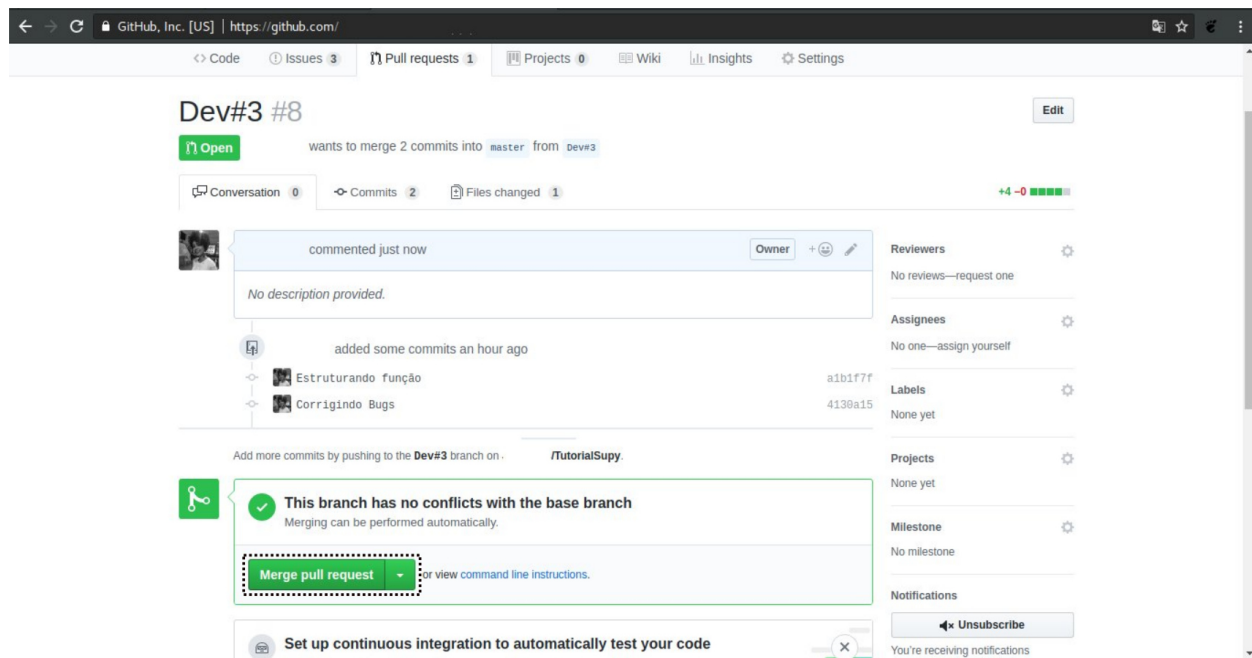 GitHub, Inc. [US] | https://github.com/
Code Issues 3 Pull requests 1 Projects 0 Wiki Insights Settings
Dev#3 #8 Edit
Open wants to merge 2 commits into master from Dev#3
Conversation 0 Commits 2 Files changed 1 +4 −0
commented just now Owner
No description provided.
added some commits an hour ago
Estruturando função a1b1f7f
Corrigindo Bugs 4130a15
Add more commits by pushing to the Dev#3 branch on /TutorialSupy.
This branch has no conflicts with the base branch
Merging can be performed automatically.
Merge pull request or view command line instructions.
Set up continuous integration to automatically test your code
Reviewers
No reviews—request one
Assignees
No one—assign yourself
Labels
None yet
Projects
None yet
Milestone
No milestone
Notifications
Unsubscribe
You're receiving notifications